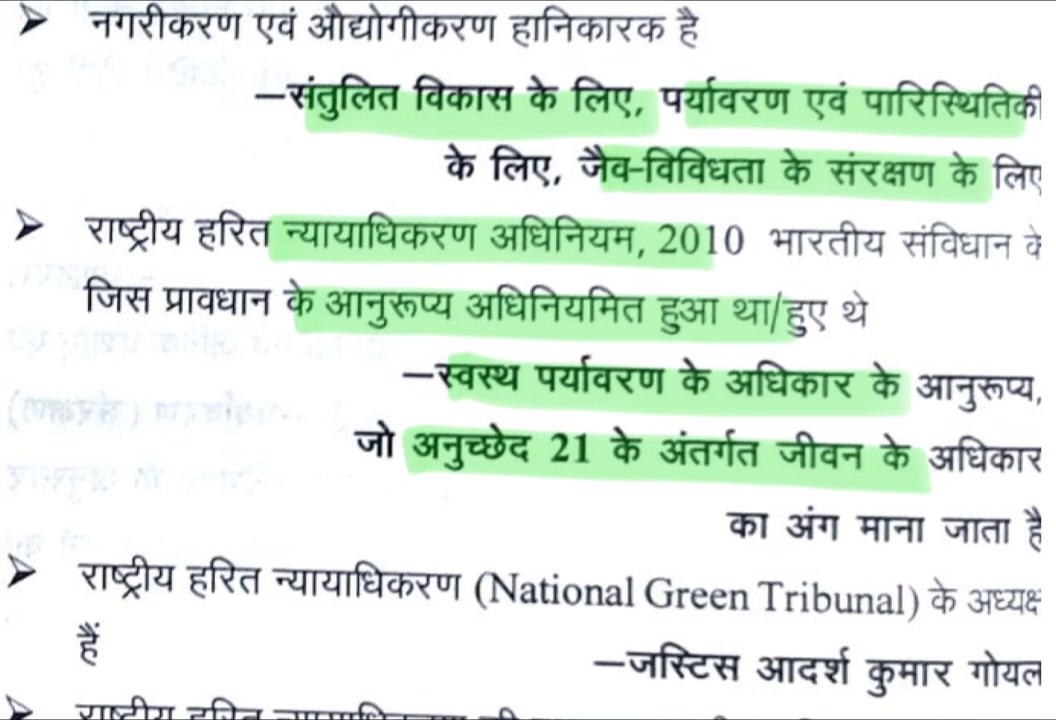 ➤ नगरीकरण एवं औद्योगीकरण हानिकारक है
—संतुलित विकास के लिए, पर्यावरण एवं पारिस्थितिकी
के लिए, जैव-विविधता के संरक्षण के लिए
➤ राष्ट्रीय हरित न्यायाधिकरण अधिनियम, 2010 भारतीय संविधान के
जिस प्रावधान के आनुरूप्य अधिनियमित हुआ था/हुए थे
—स्वस्थ पर्यावरण के अधिकार के आनुरूप्य,
जो अनुच्छेद 21 के अंतर्गत जीवन के अधिकार
का अंग माना जाता है
➤ राष्ट्रीय हरित न्यायाधिकरण (National Green Tribunal) के अध्यक्ष
हैं —जस्टिस आदर्श कुमार गोयल
➤ राष्ट्रीय हरित न्यायाधिकरण